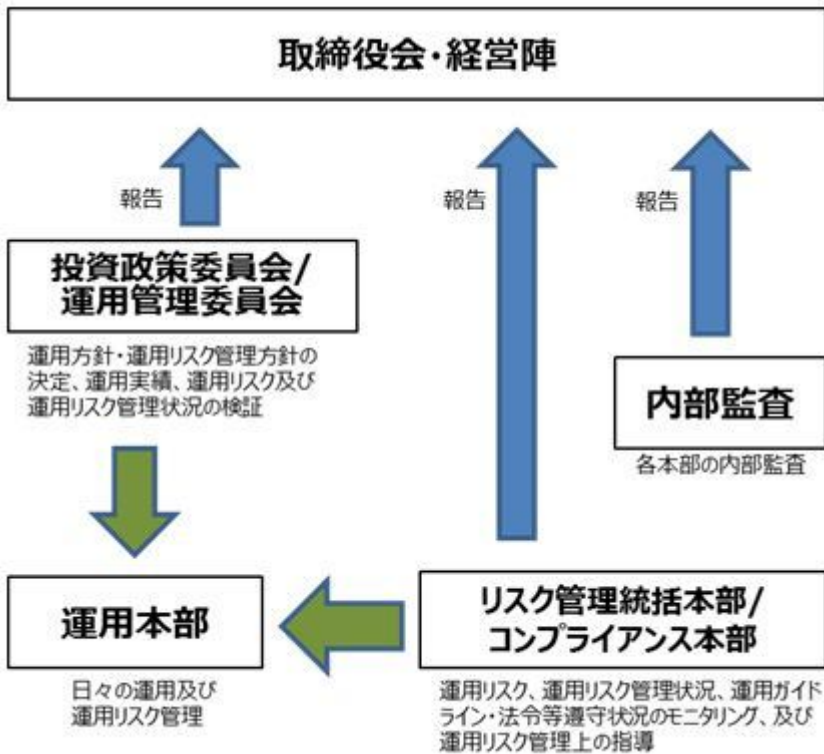 取締役会・経営陣
報告
報告
報告
投資政策委員会/
運用管理委員会
運用方針・運用リスク管理方針の
決定、運用実績、運用リスク及び
運用リスク管理状況の検証
内部監査
各本部の内部監査
運用本部
日々の運用及び
運用リスク管理
リスク管理統括本部/
コンプライアンス本部
運用リスク、運用リスク管理状況、運用ガイド
ライン・法令等遵守状況のモニタリング、及び
運用リスク管理上の指導